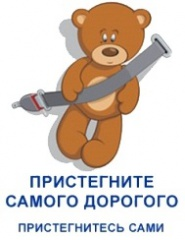 ПРИСТЕГНИТЕ
САМОГО ДОРОГОГО
ПРИСТЕГНИТЕСЬ САМИ